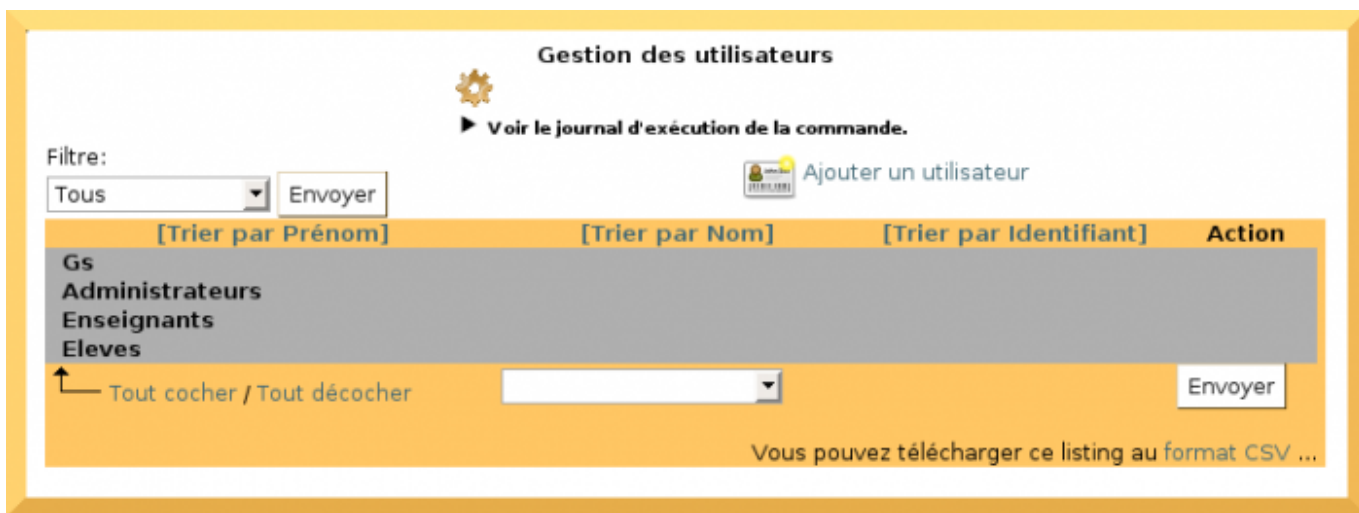 Gestion des utilisateurs
Voir le journal d'exécution de la commande.
Filtre:
Tous Envoyer Ajouter un utilisateur
[Trier par Prénom] [Trier par Nom] [Trier par Identifiant] Action
Gs
Administrateurs
Enseignants
Eleves
Tout cocher / Tout décocher Envoyer
Vous pouvez télécharger ce listing au format CSV ...